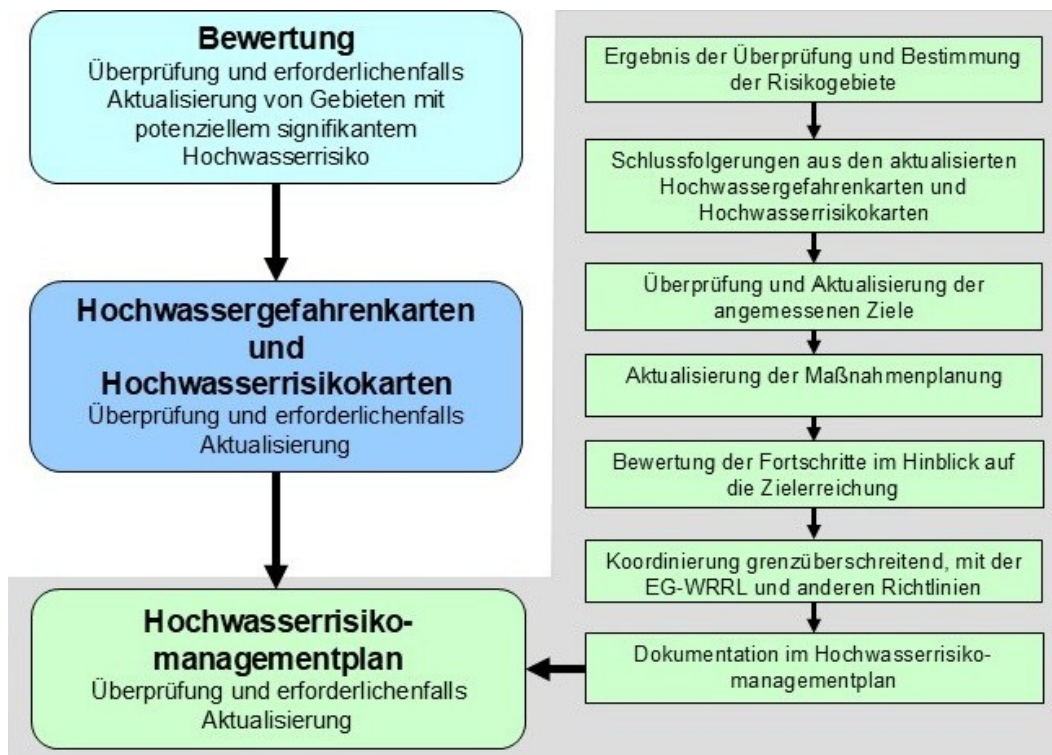 Bewertung
Überprüfung und erforderlichenfalls
Aktualisierung von Gebieten mit
potenziellem signifikantem
Hochwasserrisiko
Hochwassergefahrenkarten
und
Hochwasserrisikokarten
Überprüfung und erforderlichenfalls
Aktualisierung
Hochwasserrisiko-
managementplan
Überprüfung und erforderlichenfalls
Aktualisierung
Ergebnis der Überprüfung und Bestimmung
der Risikogebiete
Schlussfolgerungen aus den aktualisierten
Hochwassergefahrenkarten und
Hochwasserrisikokarten
Überprüfung und Aktualisierung der
angemessenen Ziele
Aktualisierung der Maßnahmenplanung
Bewertung der Fortschritte im Hinblick auf
die Zielerreichung
Koordinierung grenzüberschreitend, mit der
EG-WRRL und anderen Richtlinien
Dokumentation im Hochwasserrisiko-
managementplan